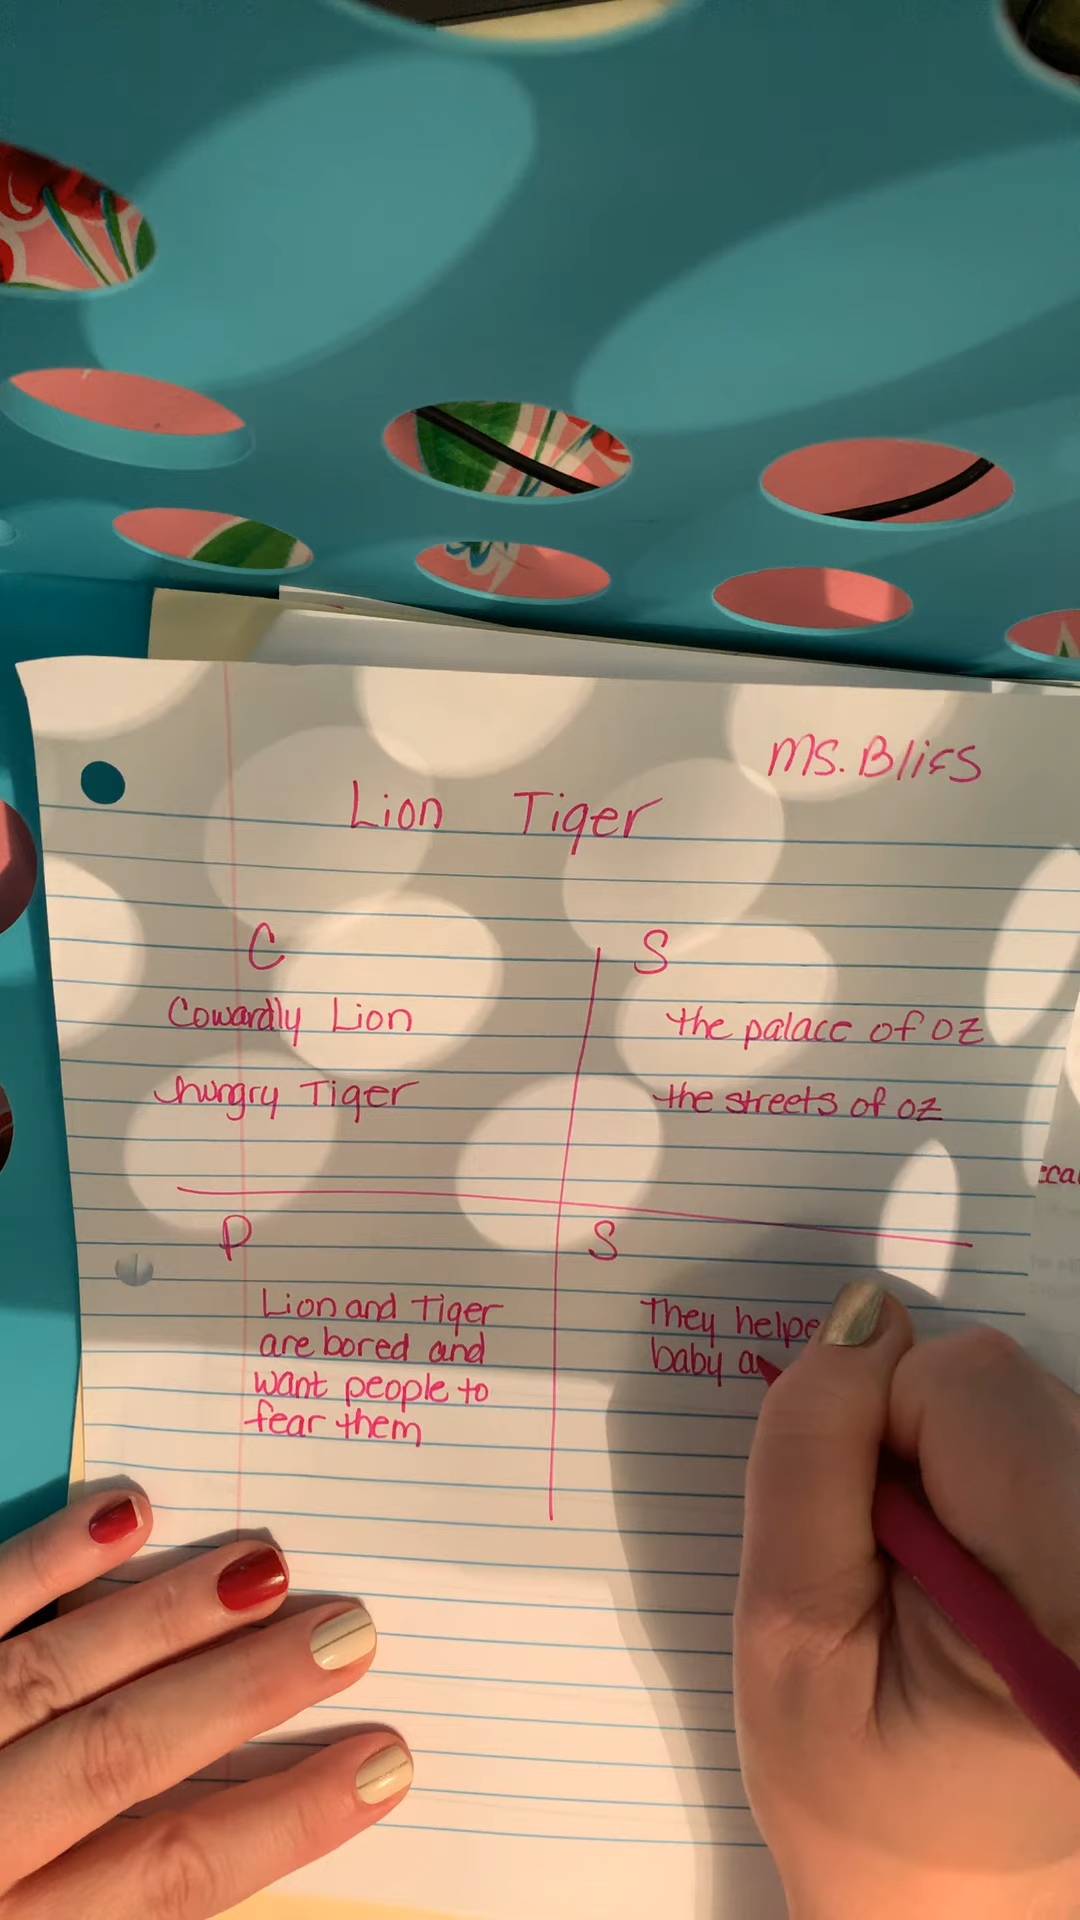 Ms. Bliss
Lion Tiger
C
Cowardly Lion
hungry Tiger
S
the palace of OZ
the streets of OZ
P
Lion and Tiger
are bored and
want people to
fear them
S
They helpe
baby a